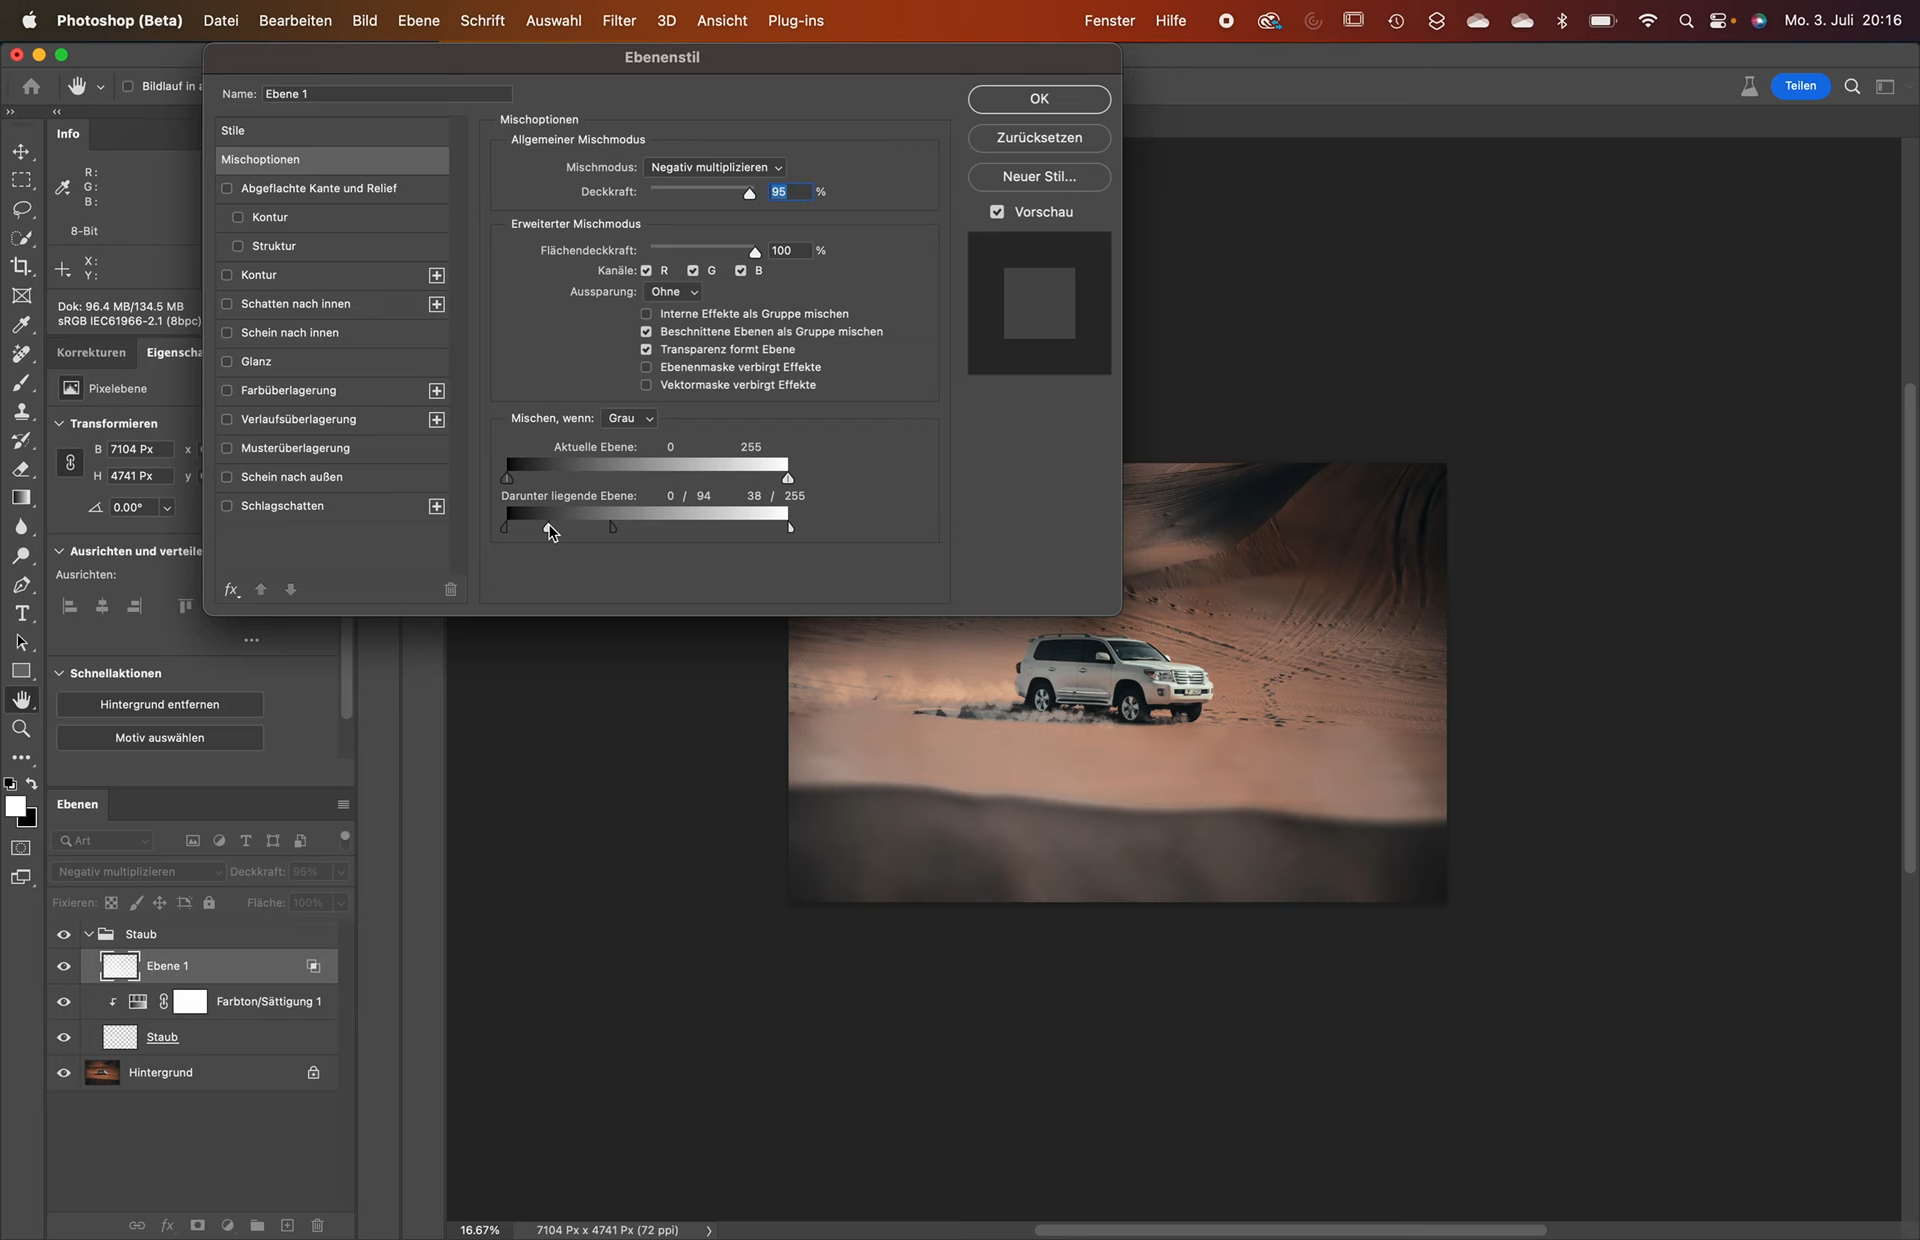 Photoshop (Beta) Datei Bearbeiten Bild Ebene Schrift Auswahl Filter 3D Ansicht Plug-ins Fenster Hilfe Mo. 3. Juli 20:16
Ebenenstil
Bildlauf in a
Teilen
Name: Ebene 1
OK
Zurücksetzen
Neuer Stil...
Vorschau
Stile
Mischoptionen
Abgeflachte Kante und Relief
Kontur
Struktur
Kontur
Schatten nach innen
Schein nach innen
Glanz
Farbüberlagerung
Verlaufsüberlagerung
Musterüberlagerung
Schein nach außen
Schlagschatten
fx
Mischoptionen
Allgemeiner Mischmodus
Mischmodus: Negativ multiplizieren
Deckkraft: 95 %
Erweiterter Mischmodus
Flächendeckkraft: 100 %
Kanäle: R G B
Aussparung: Ohne
Interne Effekte als Gruppe mischen
Beschnittene Ebenen als Gruppe mischen
Transparenz formt Ebene
Ebenenmaske verbirgt Effekte
Vektormaske verbirgt Effekte
Mischen, wenn: Grau
Aktuelle Ebene: 0 255
Darunter liegende Ebene: 0 / 94 38 / 255
Info
R:
G:
B:
8-Bit
X:
Y:
Dok: 96.4 MB/134.5 MB
sRGB IEC61966-2.1 (8bpc)
Korrekturen Eigenscha
Pixelebene
Transformieren
B 7104 Px x
H 4741 Px y
0.00°
Ausrichten und verteile
Ausrichten:
Schnellaktionen
Hintergrund entfernen
Motiv auswählen
Ebenen
Art
Negativ multiplizieren Deckkraft: 95%
Fixieren: Fläche: 100%
Staub
Ebene 1
Farbton/Sättigung 1
Staub
Hintergrund
fx
16.67% 7104 Px x 4741 Px (72 ppi)